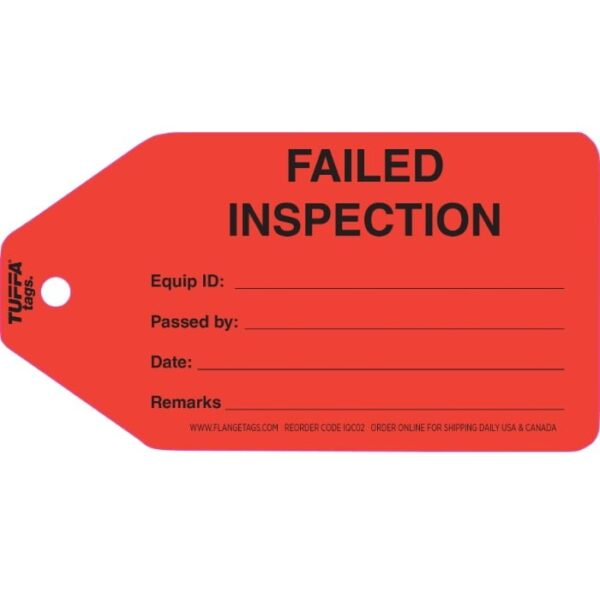 FAILED
INSPECTION
Equip ID:
Passed by:
Date:
Remarks
WWW.FLANGETAGS.COM REORDER CODE IQC02 ORDER ONLINE FOR SHIPPING DAILY USA & CANADA
TUFFA®
tags.